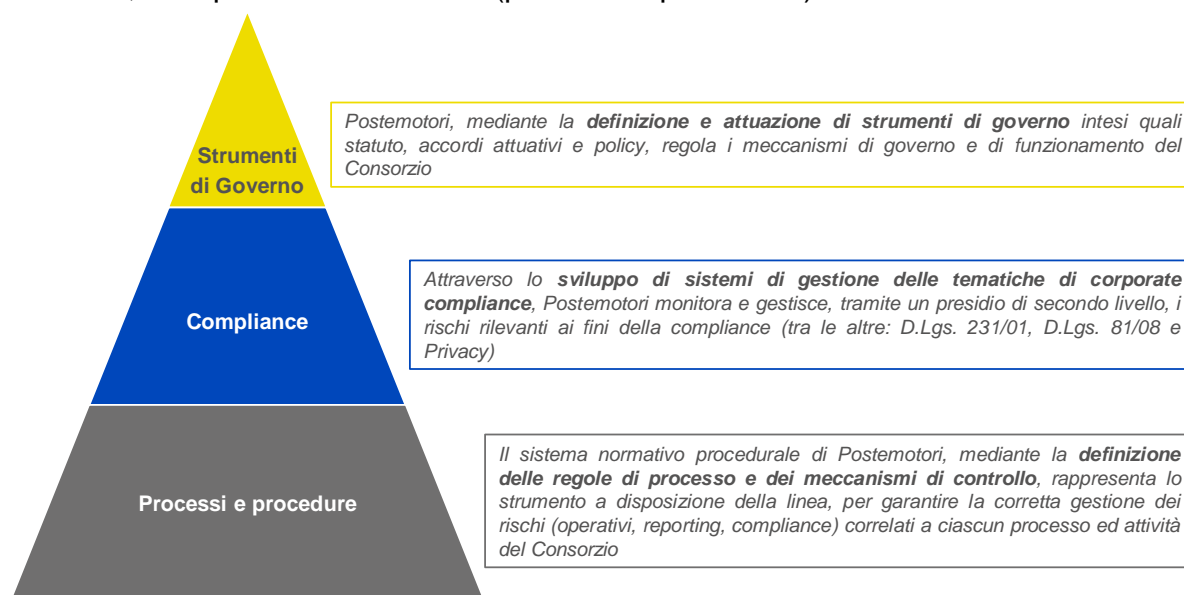 Strumenti
di Governo
Postemotori, mediante la definizione e attuazione di strumenti di governo intesi quali
statuto, accordi attuativi e policy, regola i meccanismi di governo e di funzionamento del
Consorzio
Compliance
Attraverso lo sviluppo di sistemi di gestione delle tematiche di corporate
compliance, Postemotori monitora e gestisce, tramite un presidio di secondo livello, i
rischi rilevanti ai fini della compliance (tra le altre: D.Lgs. 231/01, D.Lgs. 81/08 e
Privacy)
Processi e procedure
Il sistema normativo procedurale di Postemotori, mediante la definizione
delle regole di processo e dei meccanismi di controllo, rappresenta lo
strumento a disposizione della linea, per garantire la corretta gestione dei
rischi (operativi, reporting, compliance) correlati a ciascun processo ed attività
del Consorzio